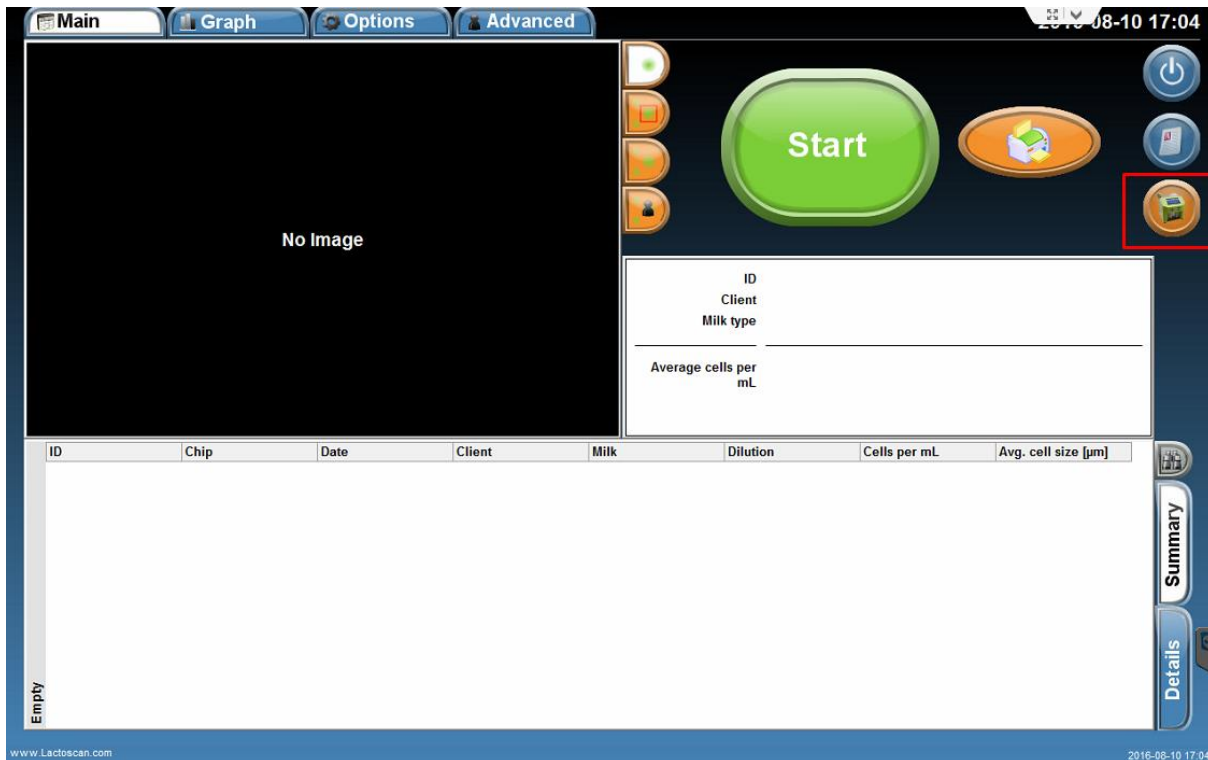 Main
Graph
Options
Advanced
08-10 17:04
Start
No Image
ID
Client
Milk type
Average cells per
mL
ID Chip Date Client Milk Dilution Cells per mL Avg. cell size [µm]
Summary
Details
Empty
www.Lactoscan.com
2016-08-10 17:04